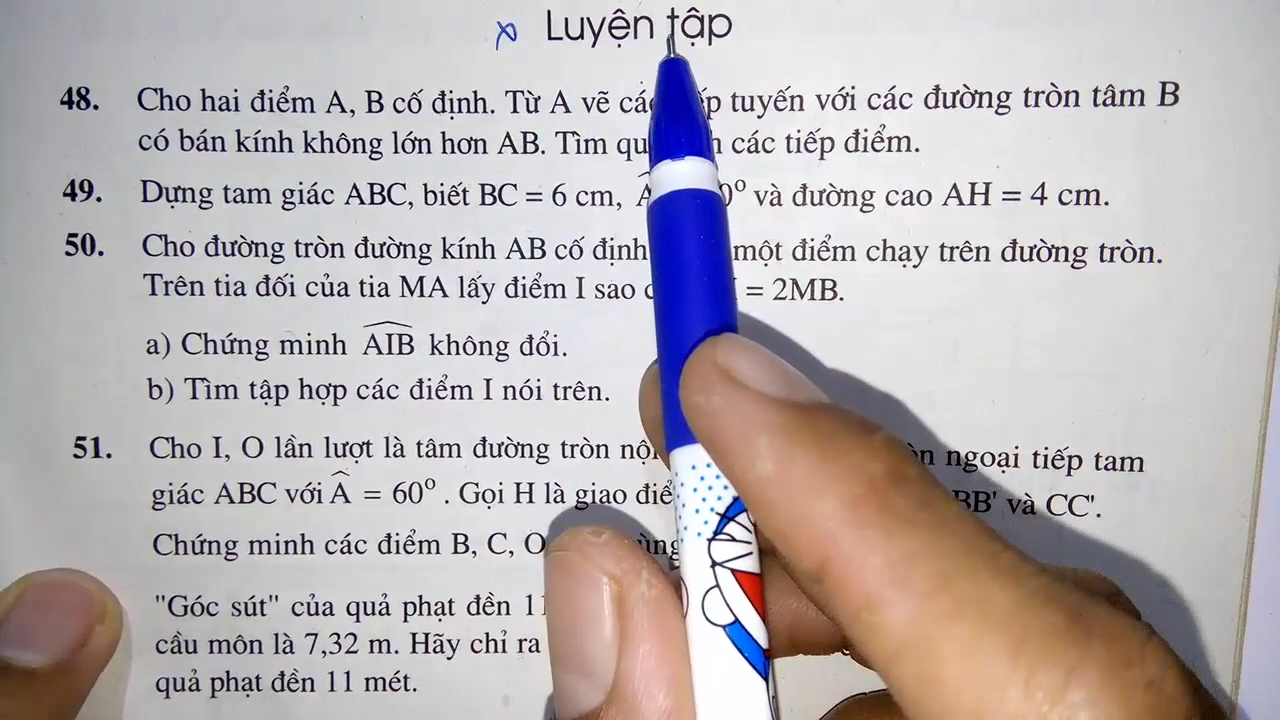 Luyện tập
48. Cho hai điểm A, B cố định. Từ A vẽ tuyến với các đường tròn tâm B
có bán kính không lớn hơn AB. Tìm các tiếp điểm.
49. Dựng tam giác ABC, biết BC = 6 cm, và đường cao AH = 4 cm.
50. Cho đường tròn đường kính AB cố định một điểm chạy trên đường tròn.
Trên tia đối của tia MA lấy điểm I sao = 2MB.
a) Chứng minh AIB không đổi.
b) Tìm tập hợp các điểm I nói trên.
51. Cho I, O lần lượt là tâm đường tròn ngoại tiếp tam
giác ABC với Â = 60°. Gọi H là giao BB' và CC'.
Chứng minh các điểm B, C,
"Góc sút" của quả phạt đền
cầu môn là 7,32 m. Hãy chỉ ra
quả phạt đền 11 mét.